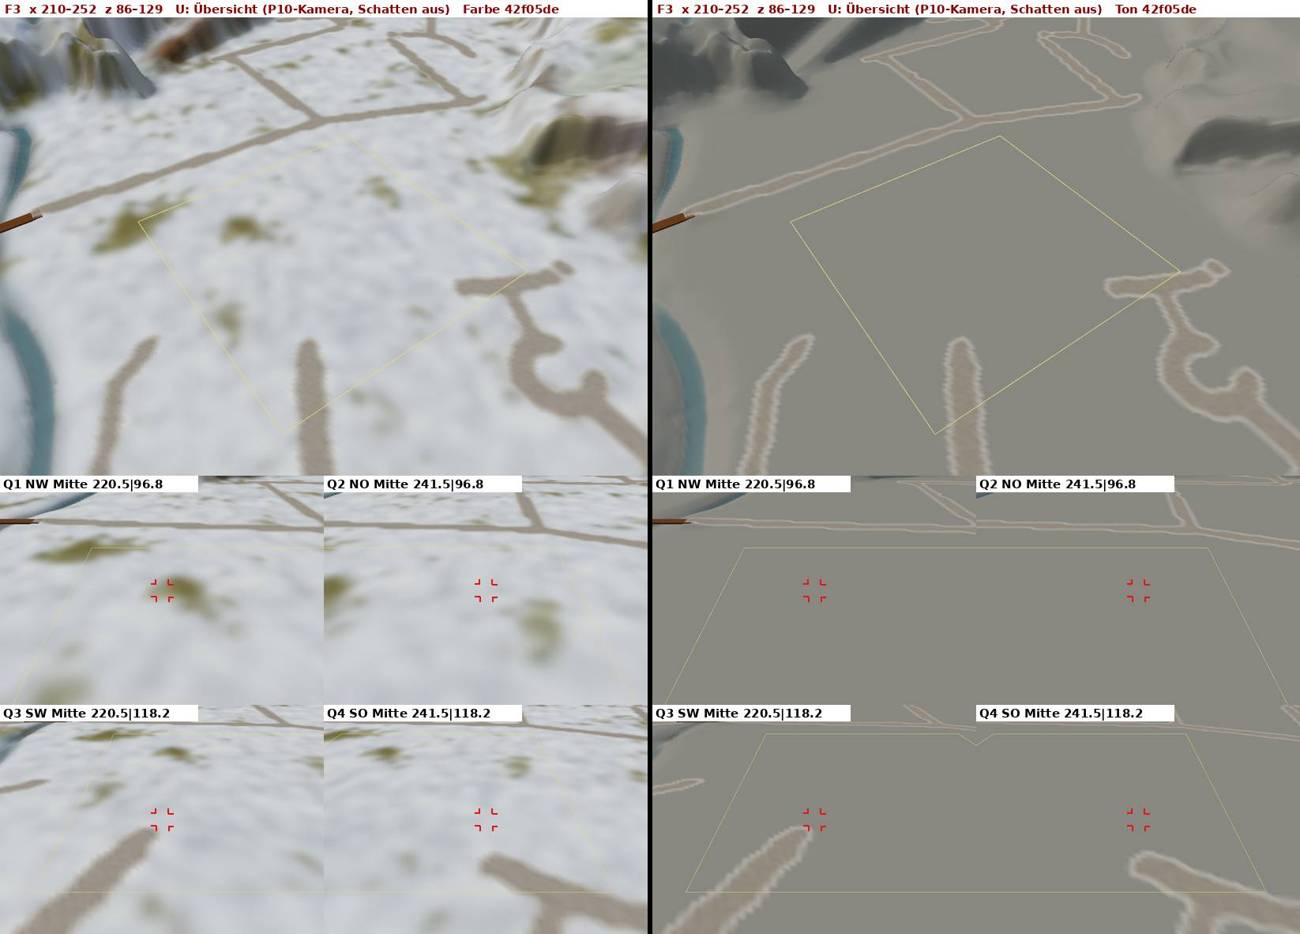 F3 x 210–252 z 86–129 U: Übersicht (P10-Kamera, Schatten aus) Farbe 42f05de
F3 x 210–252 z 86–129 U: Übersicht (P10-Kamera, Schatten aus) Ton 42f05de
Q1 NW Mitte 220.5|96.8
Q2 NO Mitte 241.5|96.8
Q1 NW Mitte 220.5|96.8
Q2 NO Mitte 241.5|96.8
Q3 SW Mitte 220.5|118.2
Q4 SO Mitte 241.5|118.2
Q3 SW Mitte 220.5|118.2
Q4 SO Mitte 241.5|118.2